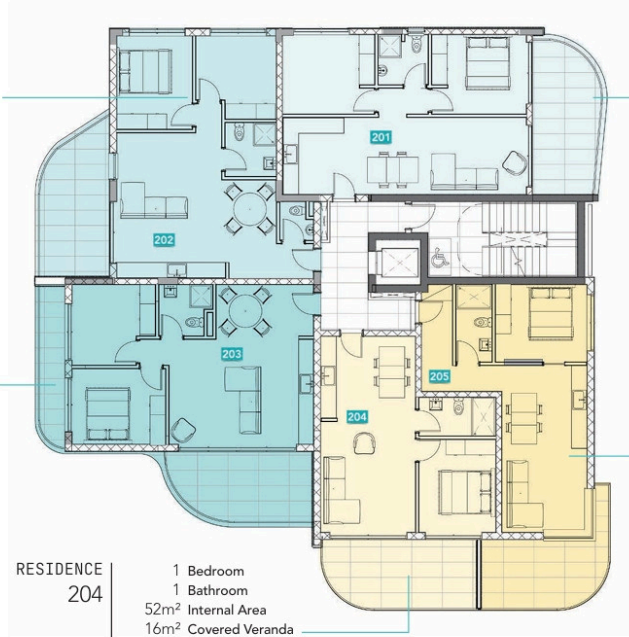 201
202
203
205
204
RESIDENCE
204
1 Bedroom
1 Bathroom
52m² Internal Area
16m² Covered Veranda